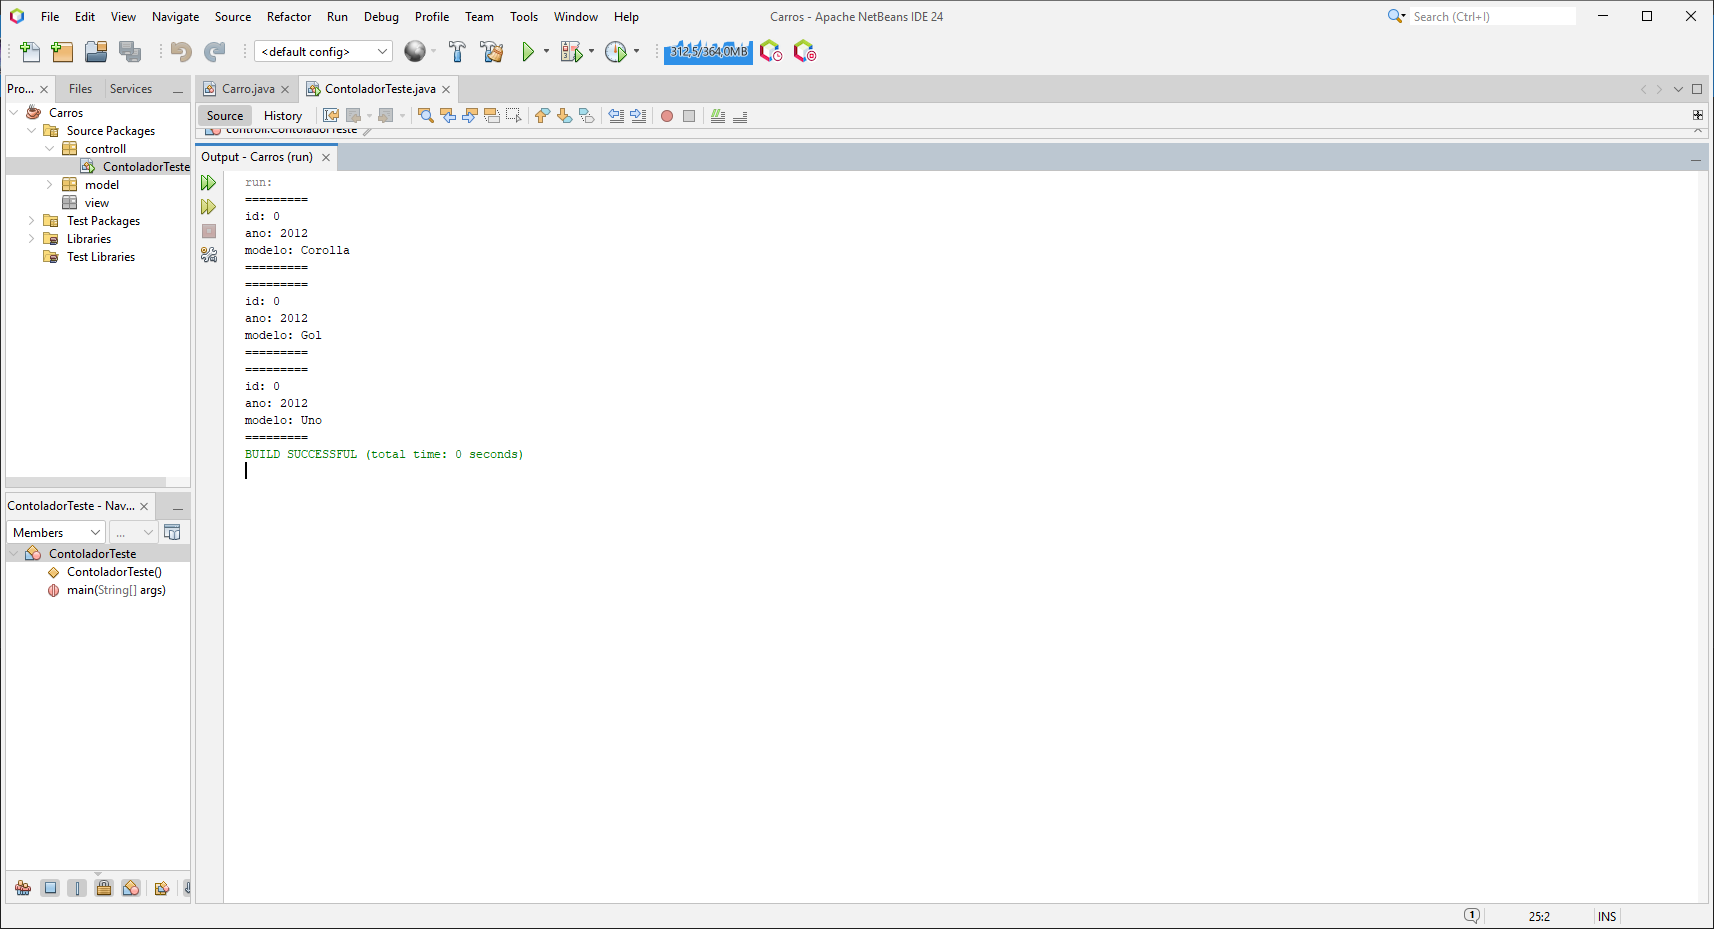 File Edit View Navigate Source Refactor Run Debug Profile Team Tools Window Help Carros - Apache NetBeans IDE 24 Search (Ctrl+I)
<default config> 312,5/364,0MB
Pro... Files Services
Carros
Source Packages
controll
ContoladorTeste
model
view
Test Packages
Libraries
Test Libraries
Carro.java ContoladorTeste.java
Source History
controll.ContoladorTeste
Output - Carros (run)
run:
=========
id: 0
ano: 2012
modelo: Corolla
=========
=========
id: 0
ano: 2012
modelo: Gol
=========
=========
id: 0
ano: 2012
modelo: Uno
=========
BUILD SUCCESSFUL (total time: 0 seconds)
ContoladorTeste - Nav...
Members ...
ContoladorTeste
ContoladorTeste()
main(String[] args)
1 25:2 INS